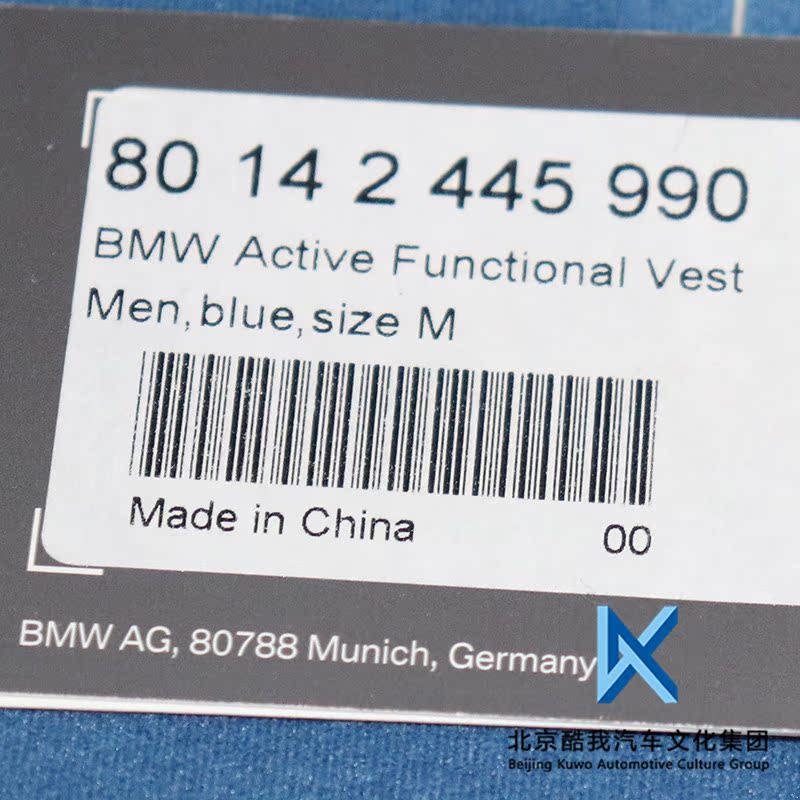 80 14 2 445 990
BMW Active Functional Vest
Men, blue, size M
Made in China 00
BMW AG, 80788 Munich, Germany
北京酷我汽车文化集团
Beijing Kuwo Automotive Culture Group